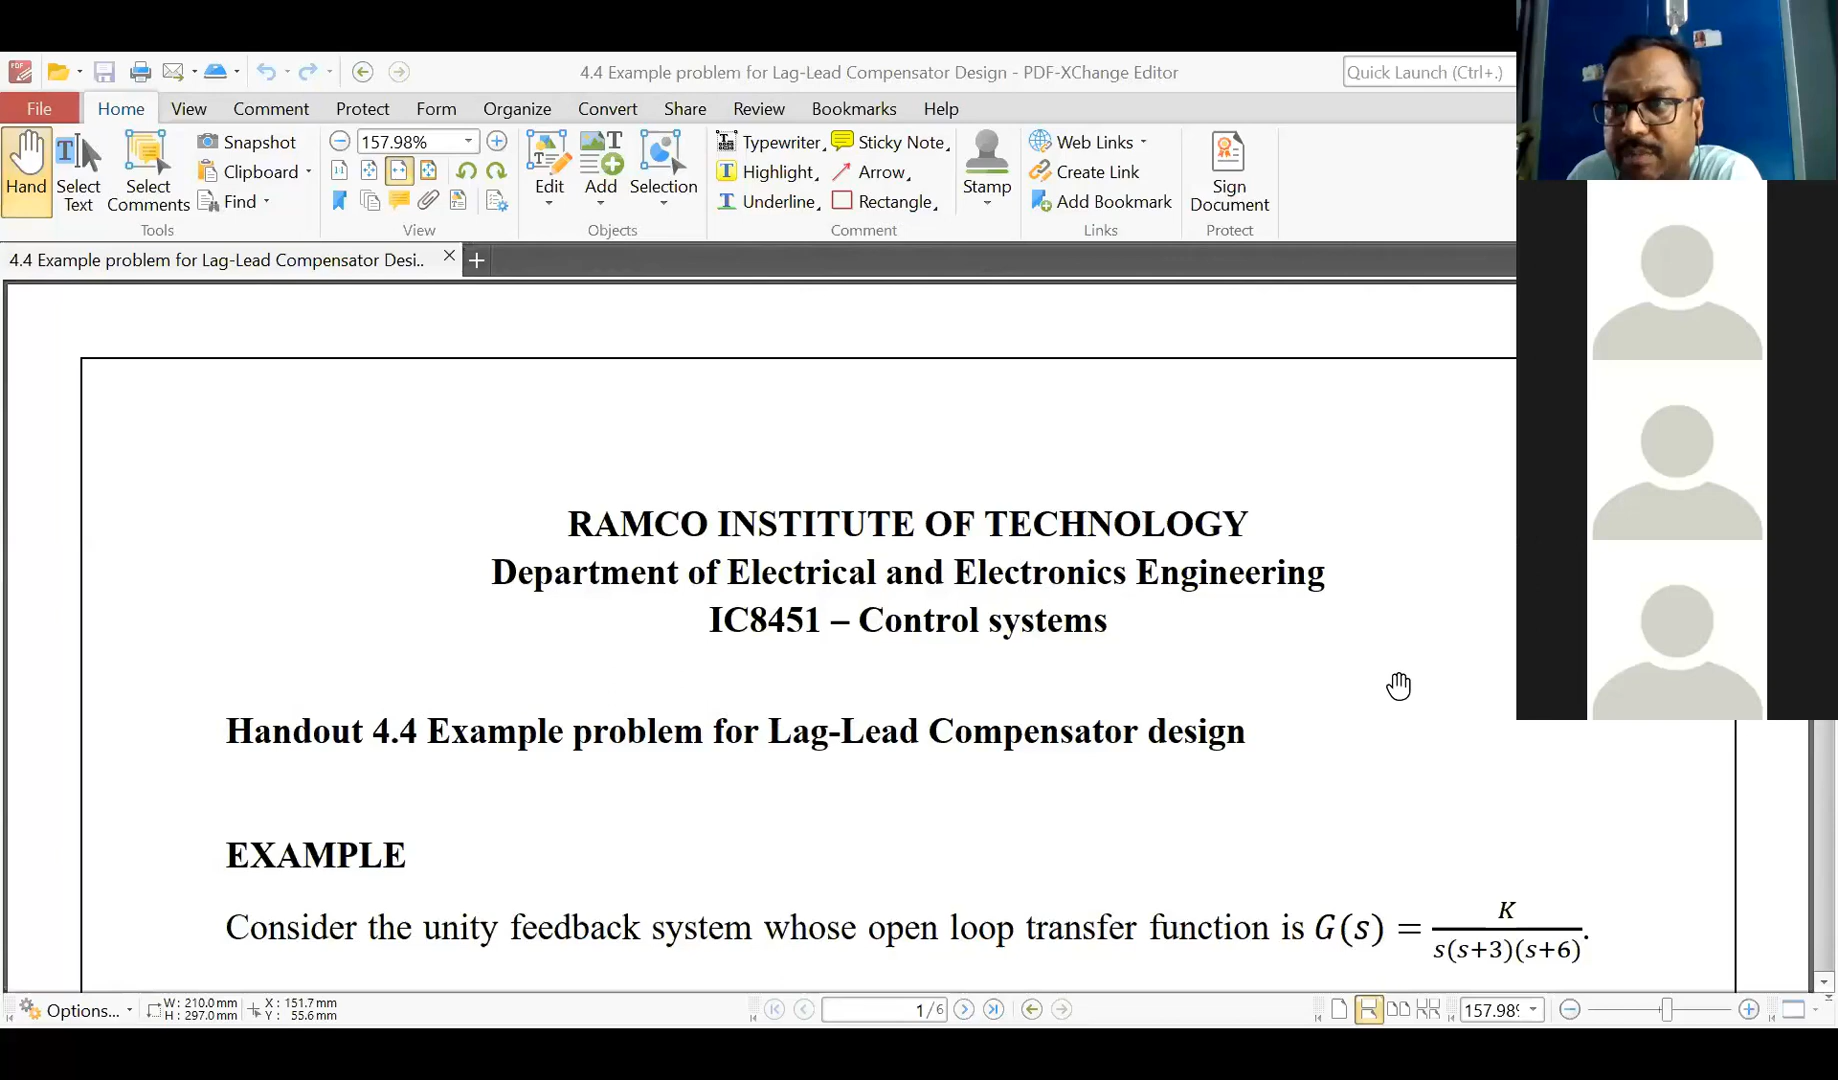 4.4 Example problem for Lag-Lead Compensator Design - PDF-XChange Editor
Quick Launch (Ctrl+.)
File Home View Comment Protect Form Organize Convert Share Review Bookmarks Help
Hand
Select Text
Select Comments
Snapshot
Clipboard
Find
Tools
157.98%
View
Edit
Add
Selection
Objects
Typewriter
Highlight
Underline
Sticky Note
Arrow
Rectangle
Stamp
Comment
Web Links
Create Link
Add Bookmark
Links
Sign Document
Protect
4.4 Example problem for Lag-Lead Compensator Desi..
RAMCO INSTITUTE OF TECHNOLOGY
Department of Electrical and Electronics Engineering
IC8451 – Control systems
Handout 4.4 Example problem for Lag-Lead Compensator design
EXAMPLE
Consider the unity feedback system whose open loop transfer function is G(s) = K / s(s+3)(s+6).
Options...
W: 210.0 mm
H: 297.0 mm
X: 151.7 mm
Y: 55.6 mm
1/6
157.98%